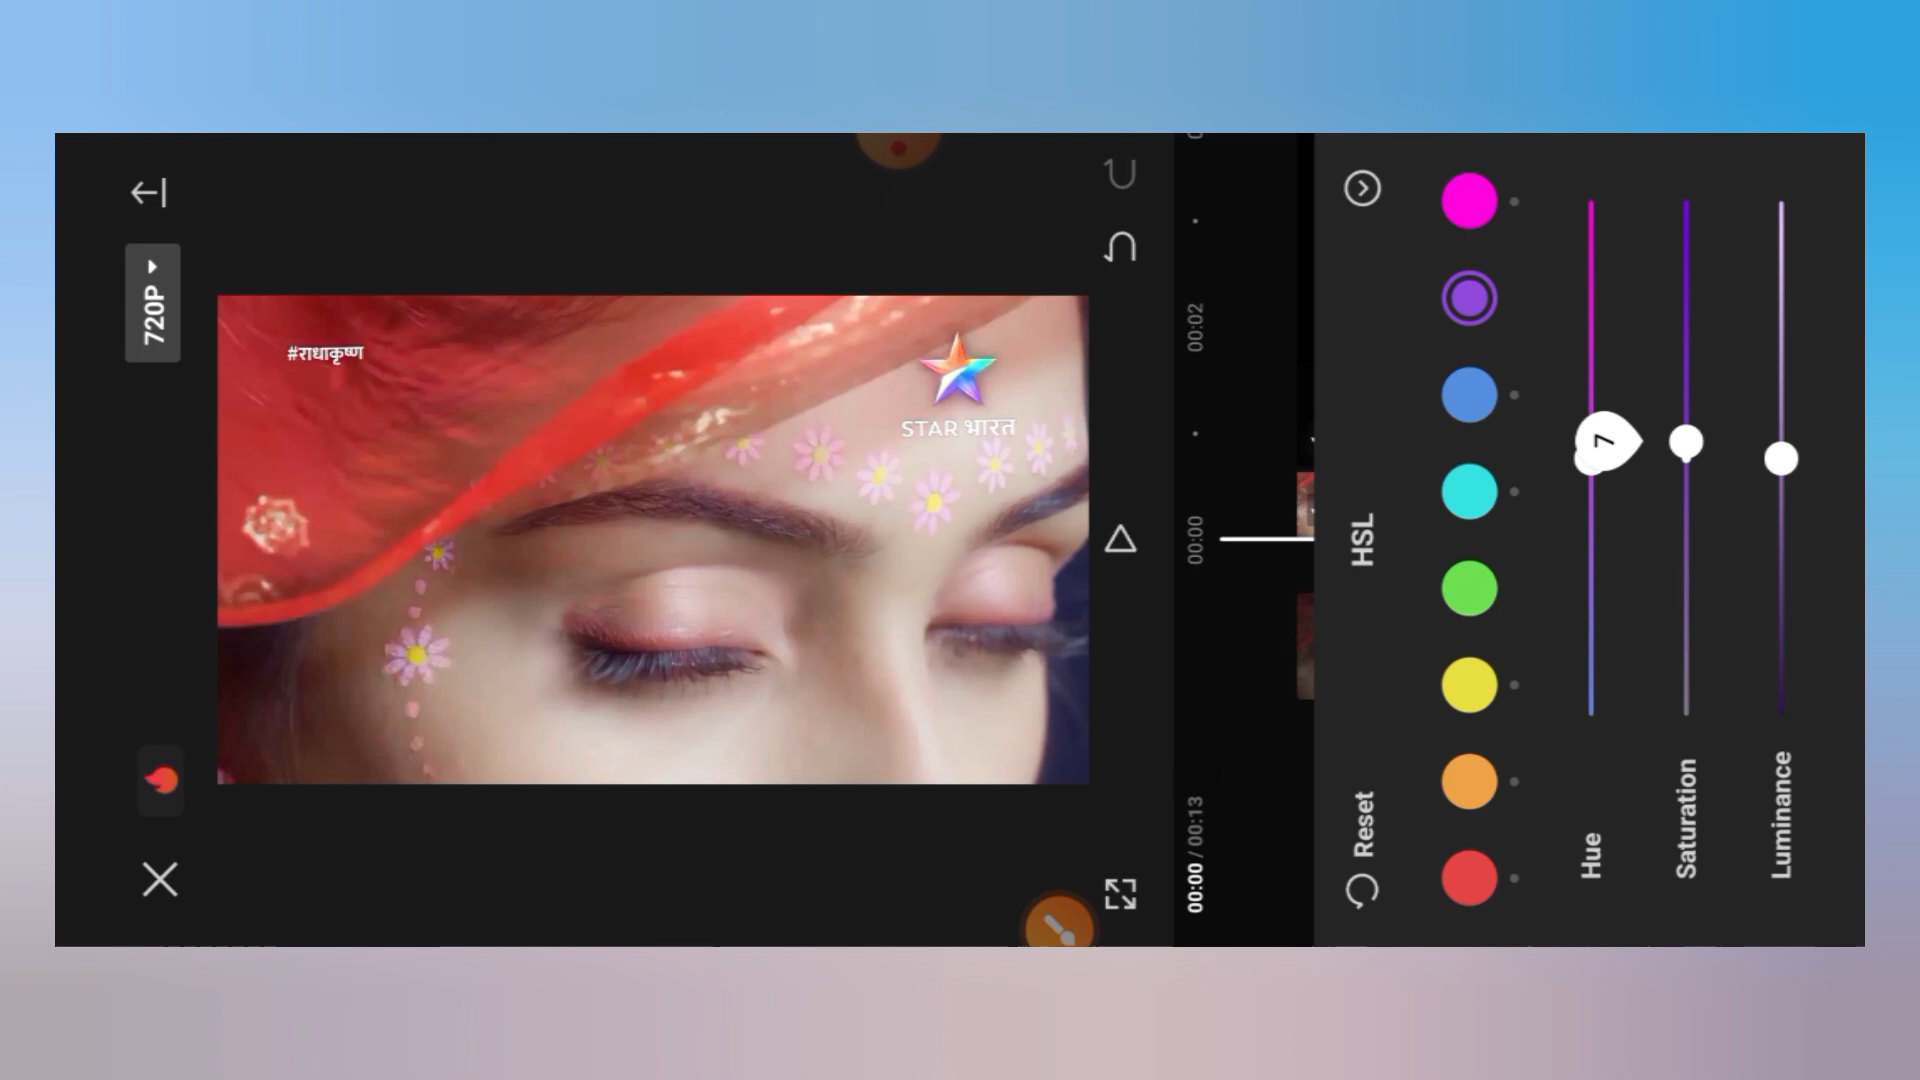 720P
#राधाकृष्ण
STAR भारत
00:00 / 00:13
00:00
00:02
Reset
HSL
Hue
7
Saturation
Luminance